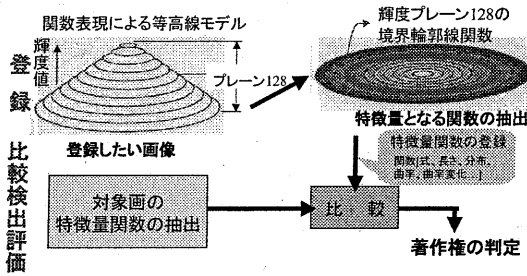 関数表現による等高線モデル
輝度値
プレーン128
登録
登録したい画像
輝度プレーン128の
境界輪郭線関数
特徴量となる関数の抽出
特徴量関数の登録
関数[式、長さ、分布、
曲率、曲率変化...]
比較検出評価
対象画の
特徴量関数の抽出
比 較
著作権の判定